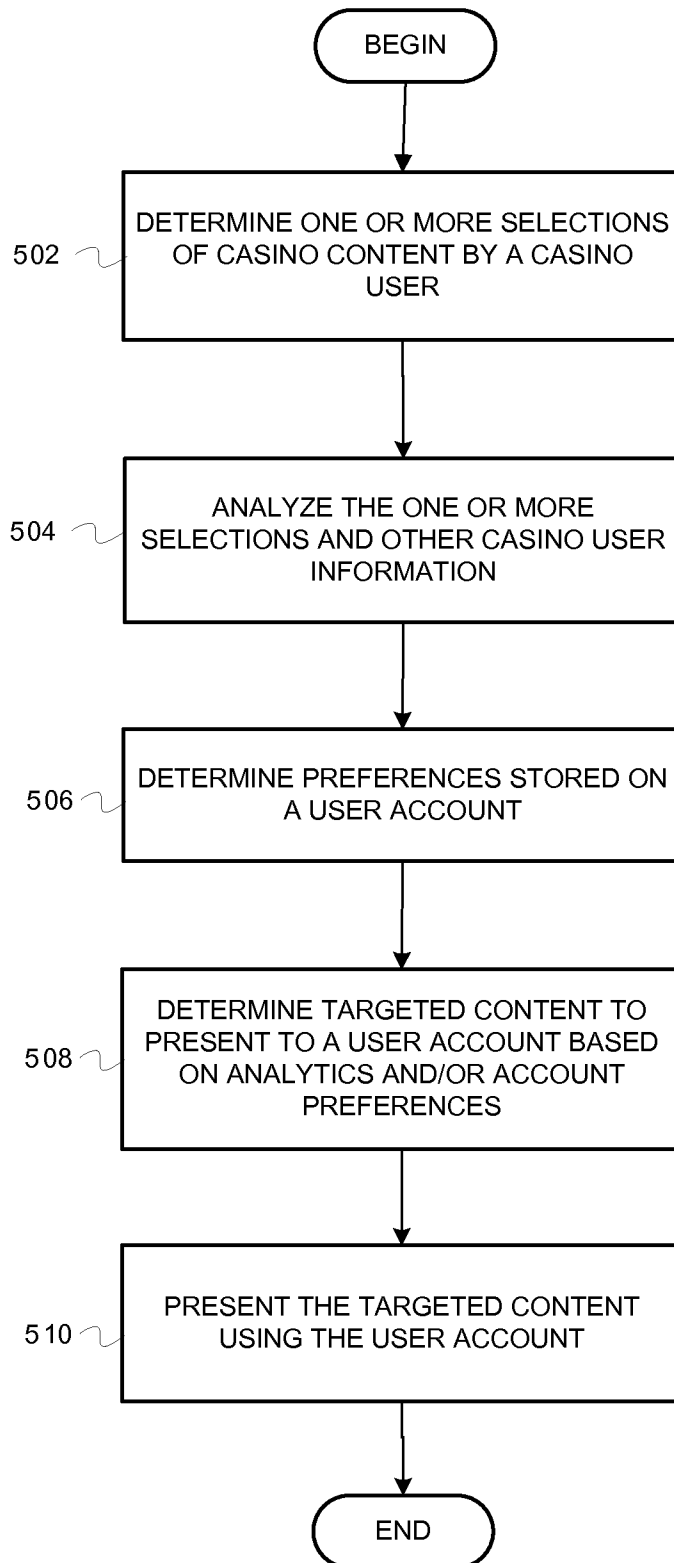 BEGIN
502
DETERMINE ONE OR MORE SELECTIONS
OF CASINO CONTENT BY A CASINO
USER
504
ANALYZE THE ONE OR MORE
SELECTIONS AND OTHER CASINO USER
INFORMATION
506
DETERMINE PREFERENCES STORED ON
A USER ACCOUNT
508
DETERMINE TARGETED CONTENT TO
PRESENT TO A USER ACCOUNT BASED
ON ANALYTICS AND/OR ACCOUNT
PREFERENCES
510
PRESENT THE TARGETED CONTENT
USING THE USER ACCOUNT
END